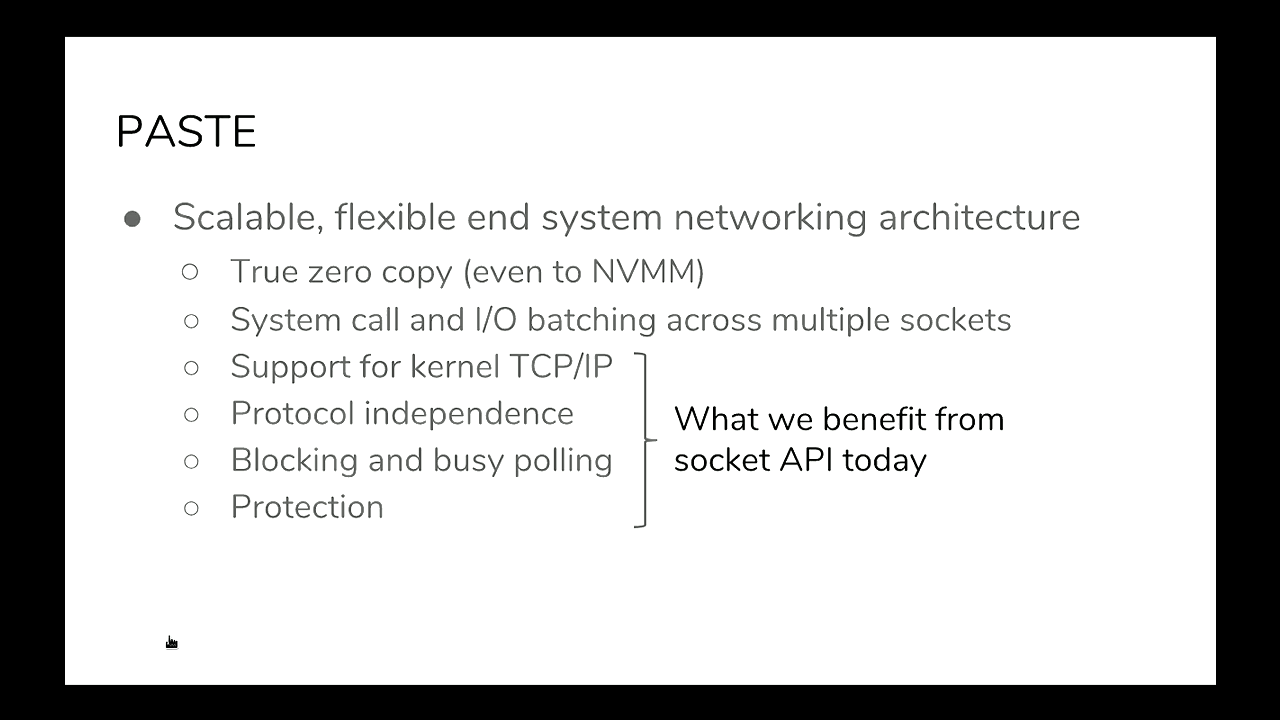 PASTE
● Scalable, flexible end system networking architecture
○ True zero copy (even to NVMM)
○ System call and I/O batching across multiple sockets
○ Support for kernel TCP/IP
○ Protocol independence
○ Blocking and busy polling
○ Protection
What we benefit from
socket API today